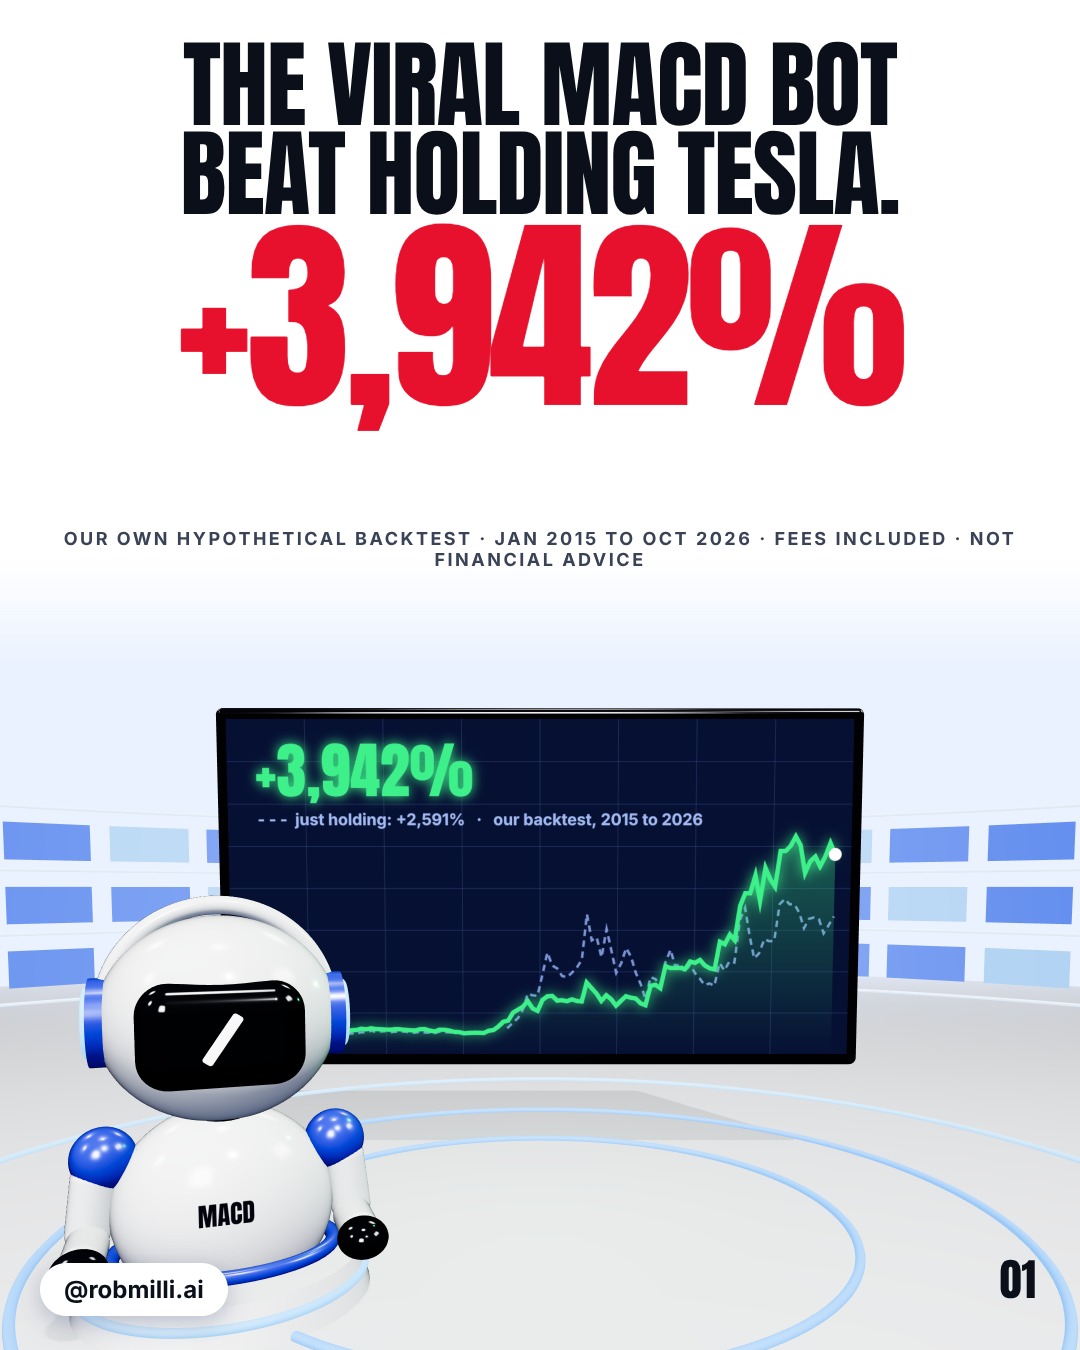 THE VIRAL MACD BOT
BEAT HOLDING TESLA.
+3,942%
OUR OWN HYPOTHETICAL BACKTEST · JAN 2015 TO OCT 2026 · FEES INCLUDED · NOT
FINANCIAL ADVICE
+3,942%
--- just holding: +2,591% · our backtest, 2015 to 2026
MACD
@robmilli.ai
01